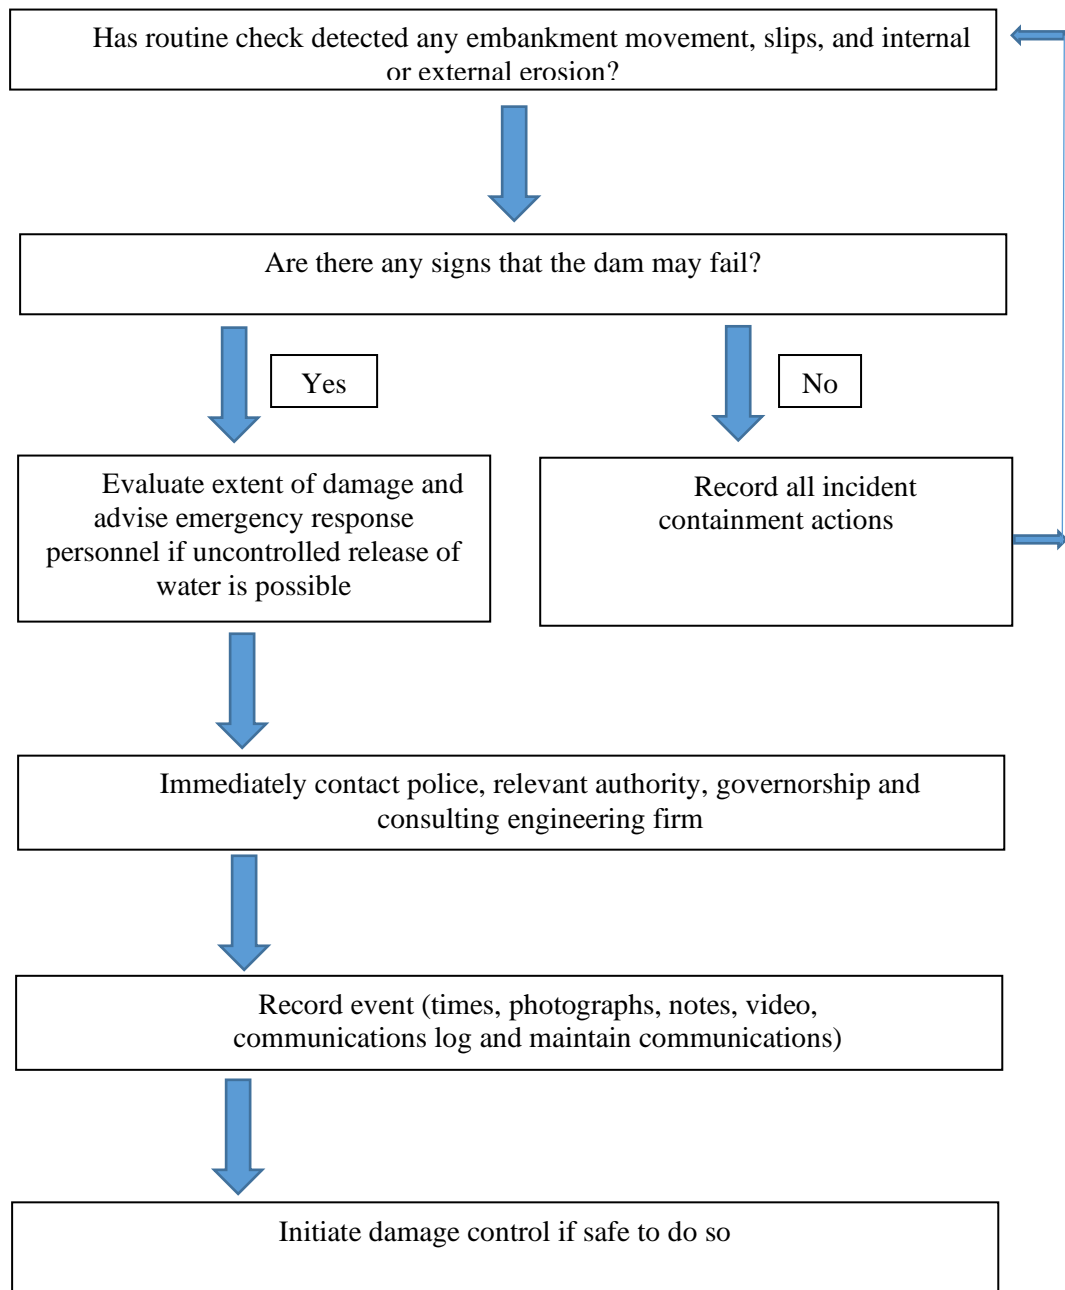 Has routine check detected any embankment movement, slips, and internal
or external erosion?
Are there any signs that the dam may fail?
Yes
No
Evaluate extent of damage and
advise emergency response
personnel if uncontrolled release of
water is possible
Record all incident
containment actions
Immediately contact police, relevant authority, governorship and
consulting engineering firm
Record event (times, photographs, notes, video,
communications log and maintain communications)
Initiate damage control if safe to do so